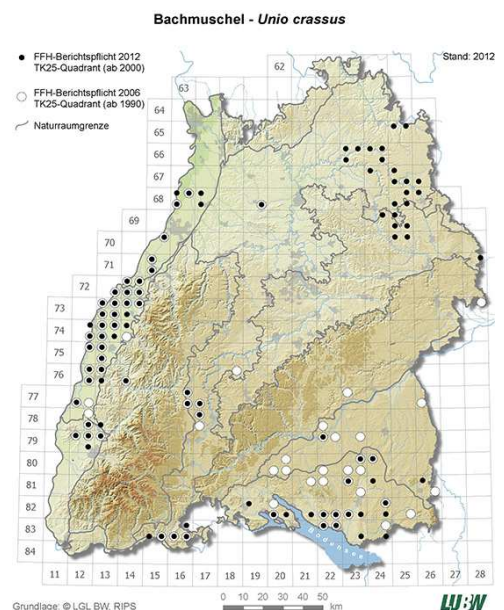 Bachmuschel - Unio crassus
FFH-Berichtspflicht 2012
TK25-Quadrant (ab 2000)
FFH-Berichtspflicht 2006
TK25-Quadrant (ab 1990)
Naturraumgrenze
Stand: 2012
62
63
64
65
66
67
68
69
70
71
72
73
74
75
76
77
78
79
80
81
82
83
84
11 12 13 14 15 16 17 18 19 20 21 22 23 24 25 26 27 28
Grundlage: © LGL BW, RIPS
0 10 20 30 40 50 km
LUBW